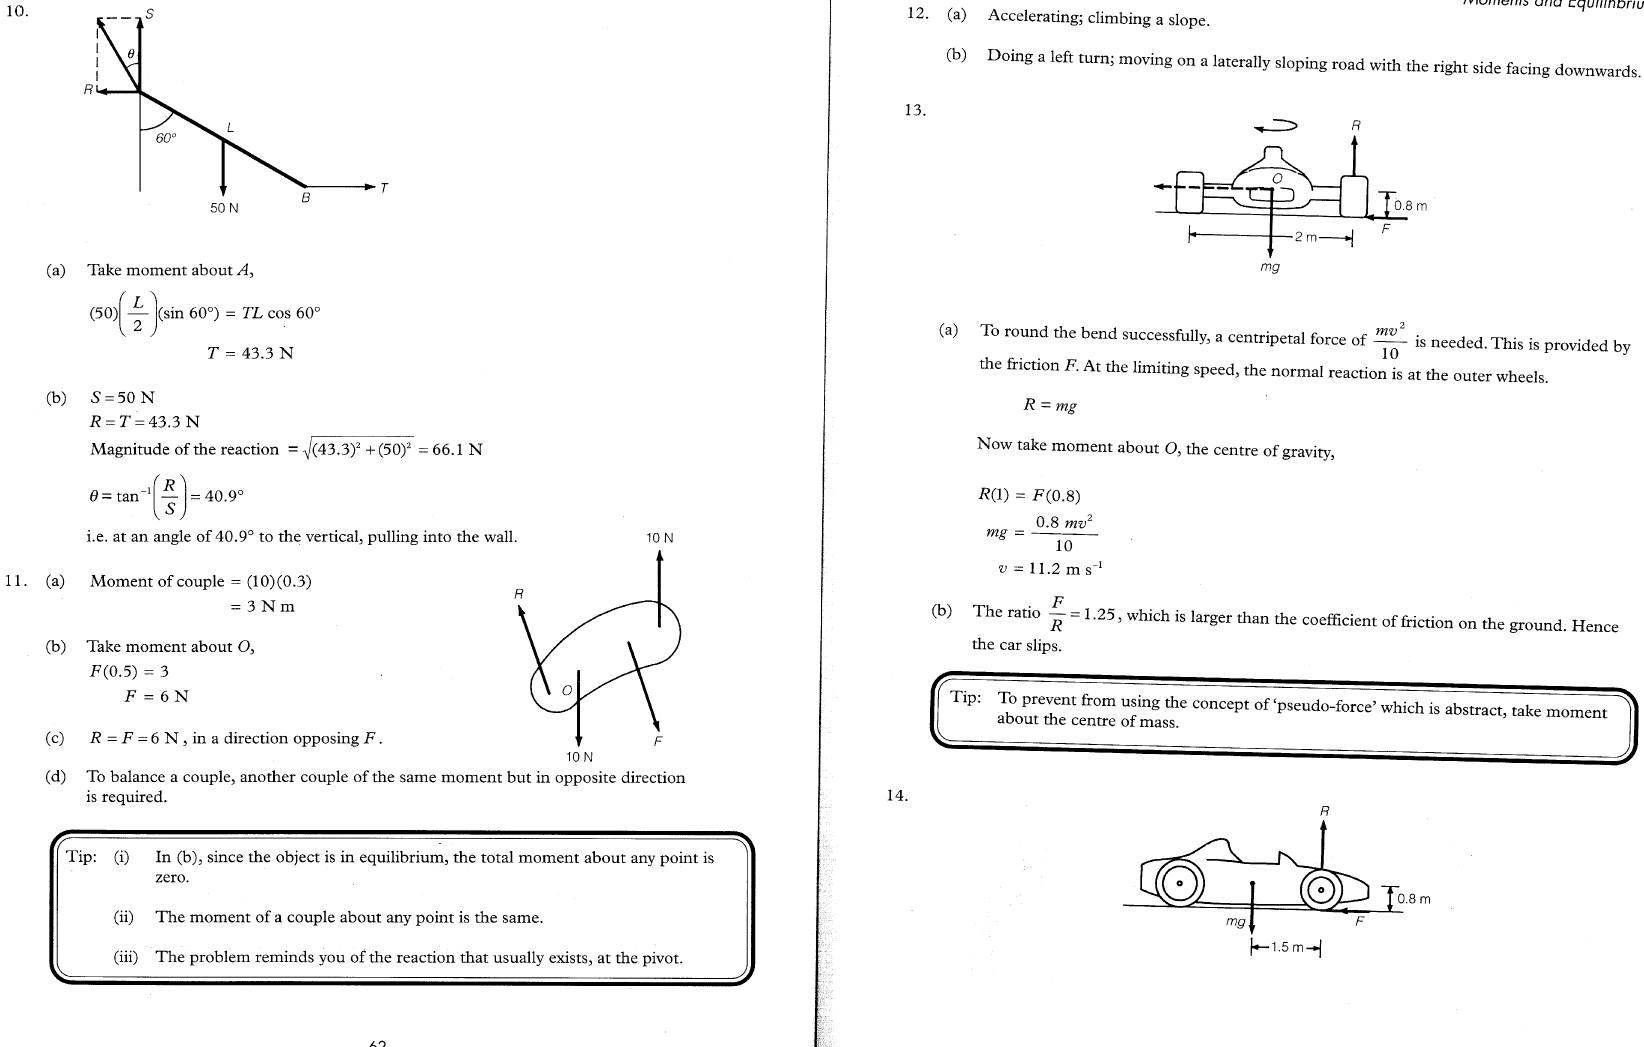 10.
S
θ
R
60°
L
50 N
B
T
(a) Take moment about A,
(50)(L/2)(sin 60°) = TL cos 60°
T = 43.3 N
(b) S = 50 N
R = T = 43.3 N
Magnitude of the reaction = √(43.3)² + (50)² = 66.1 N
θ = tan⁻¹(R/S) = 40.9°
i.e. at an angle of 40.9° to the vertical, pulling into the wall.
11. (a) Moment of couple = (10)(0.3)
= 3 N m
(b) Take moment about O,
F(0.5) = 3
F = 6 N
(c) R = F = 6 N, in a direction opposing F.
(d) To balance a couple, another couple of the same moment but in opposite direction
is required.
10 N
R
O
F
10 N
Tip: (i) In (b), since the object is in equilibrium, the total moment about any point is
zero.
(ii) The moment of a couple about any point is the same.
(iii) The problem reminds you of the reaction that usually exists, at the pivot.
62
Moments and Equilibriu
12. (a) Accelerating; climbing a slope.
(b) Doing a left turn; moving on a laterally sloping road with the right side facing downwards.
13.
R
O
0.8 m
F
2 m
mg
(a) To round the bend successfully, a centripetal force of mv²/10 is needed. This is provided by
the friction F. At the limiting speed, the normal reaction is at the outer wheels.
R = mg
Now take moment about O, the centre of gravity,
R(1) = F(0.8)
mg = 0.8 mv²/10
v = 11.2 m s⁻¹
(b) The ratio F/R = 1.25, which is larger than the coefficient of friction on the ground. Hence
the car slips.
Tip: To prevent from using the concept of ‘pseudo-force’ which is abstract, take moment
about the centre of mass.
14.
R
0.8 m
mg
F
1.5 m